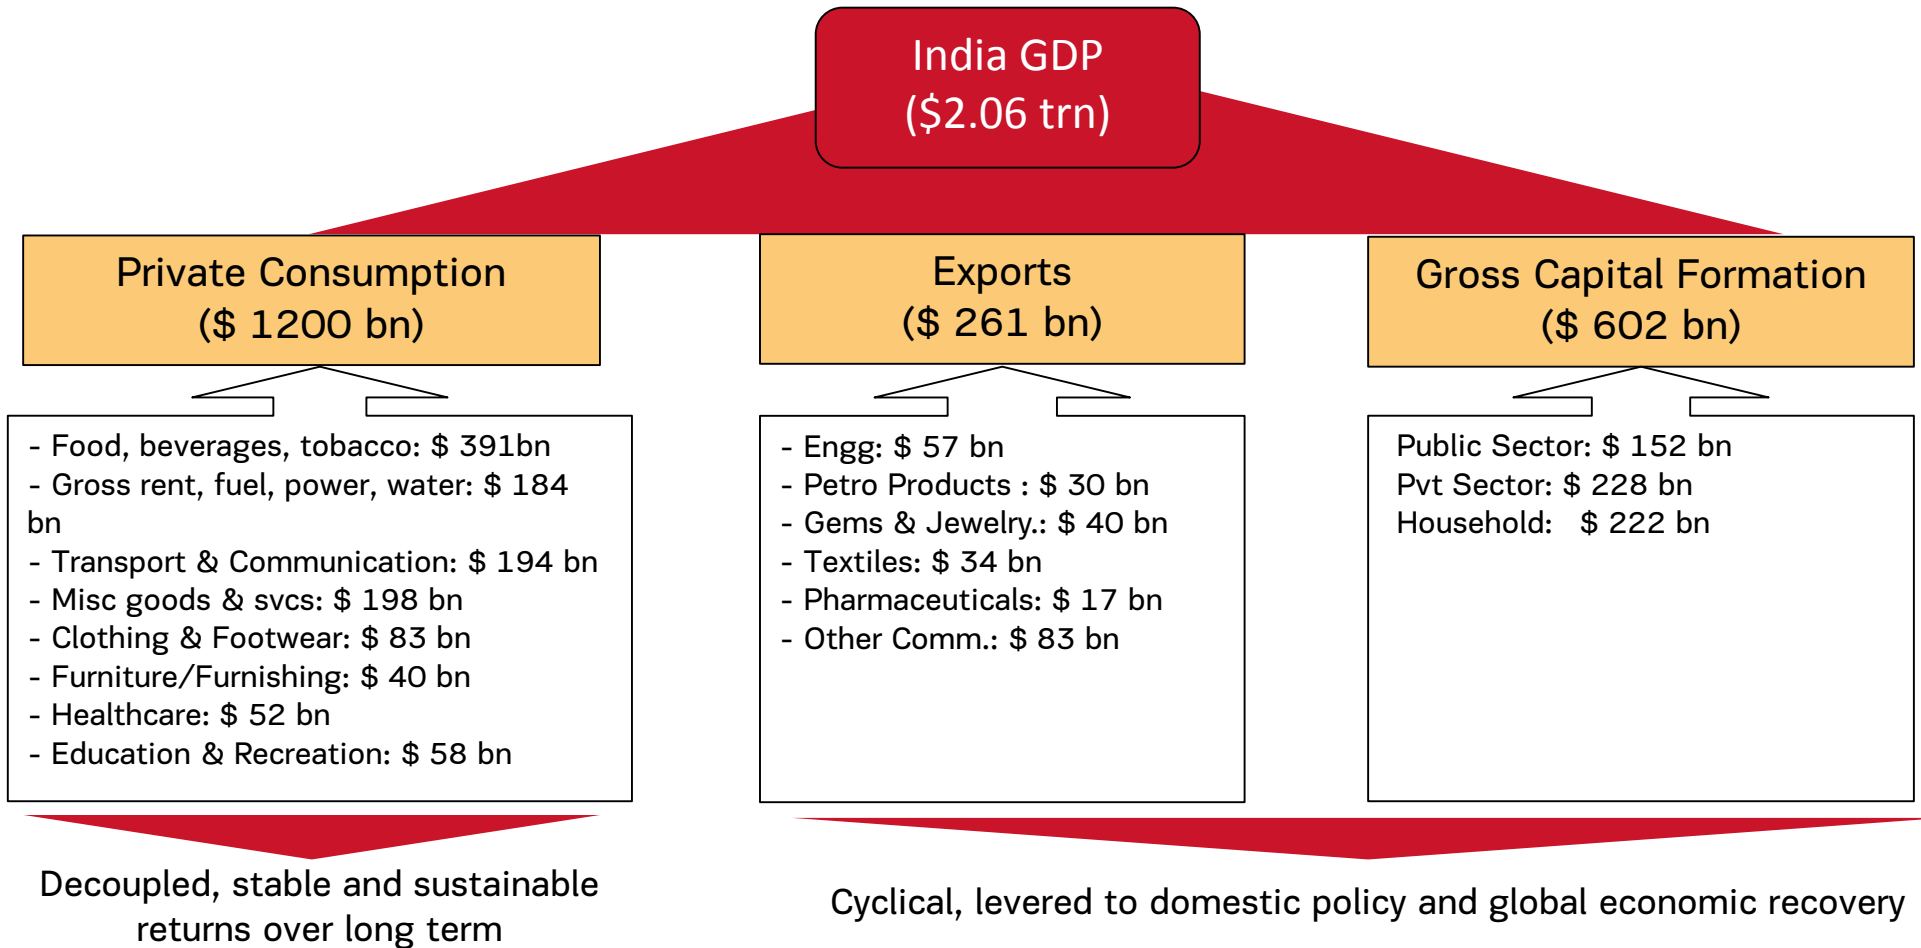 India GDP
($2.06 trn)
Private Consumption
($ 1200 bn)
Exports
($ 261 bn)
Gross Capital Formation
($ 602 bn)
- Food, beverages, tobacco: $ 391bn
- Gross rent, fuel, power, water: $ 184
bn
- Transport & Communication: $ 194 bn
- Misc goods & svcs: $ 198 bn
- Clothing & Footwear: $ 83 bn
- Furniture/Furnishing: $ 40 bn
- Healthcare: $ 52 bn
- Education & Recreation: $ 58 bn
- Engg: $ 57 bn
- Petro Products : $ 30 bn
- Gems & Jewelry.: $ 40 bn
- Textiles: $ 34 bn
- Pharmaceuticals: $ 17 bn
- Other Comm.: $ 83 bn
Public Sector: $ 152 bn
Pvt Sector: $ 228 bn
Household: $ 222 bn
Decoupled, stable and sustainable
returns over long term
Cyclical, levered to domestic policy and global economic recovery